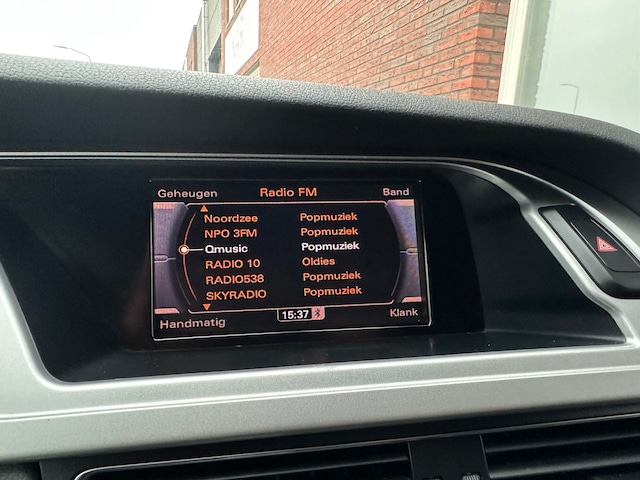 Geheugen Radio FM Band
Noordzee Popmuziek
NPO 3FM Popmuziek
Qmusic Popmuziek
RADIO 10 Oldies
RADIO538 Popmuziek
SKYRADIO Popmuziek
Handmatig 15:37 Klank